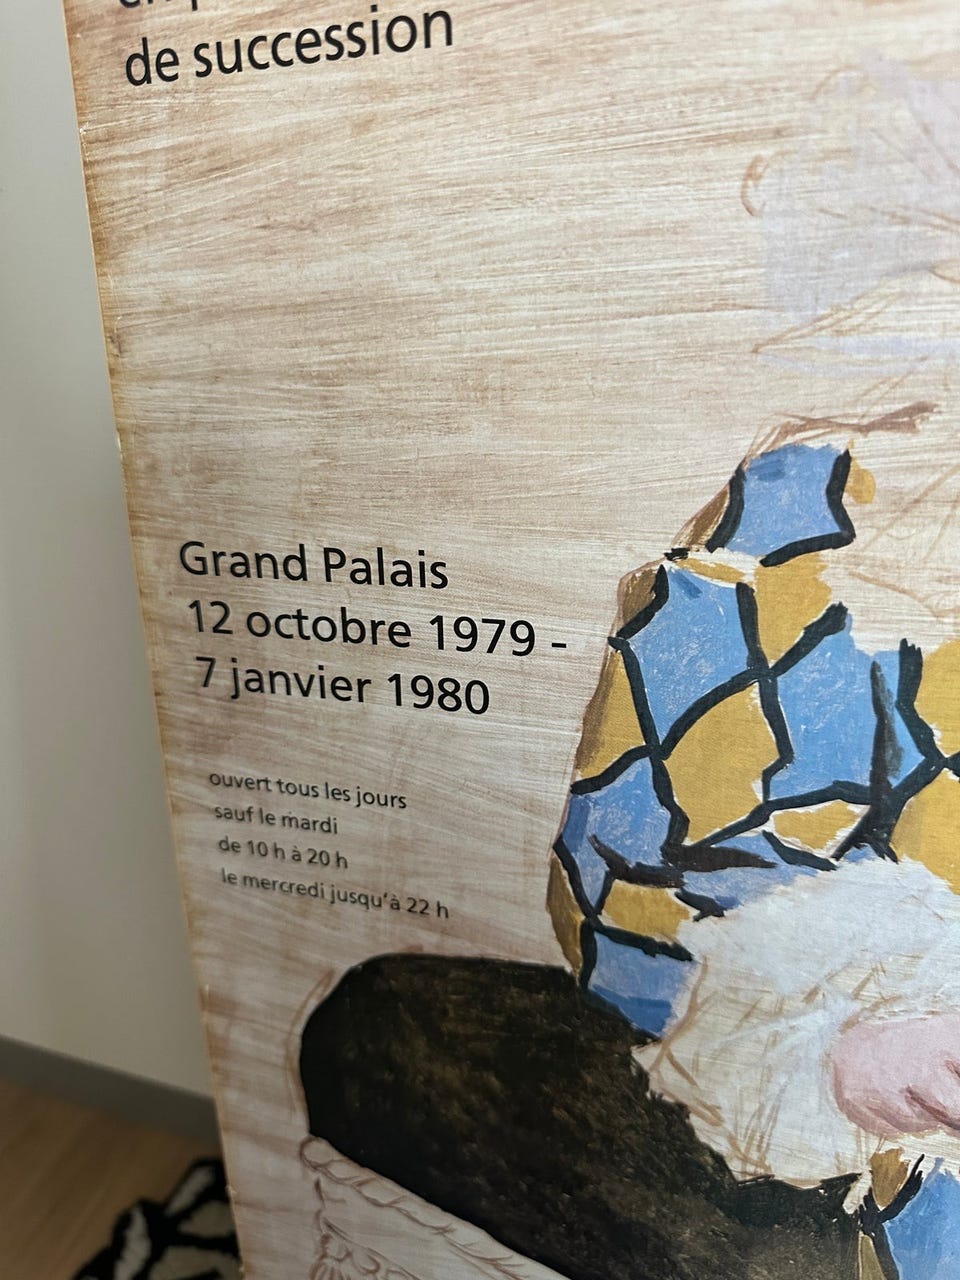 de succession
Grand Palais
12 octobre 1979 -
7 janvier 1980
ouvert tous les jours
sauf le mardi
de 10 h à 20 h
le mercredi jusqu'à 22 h